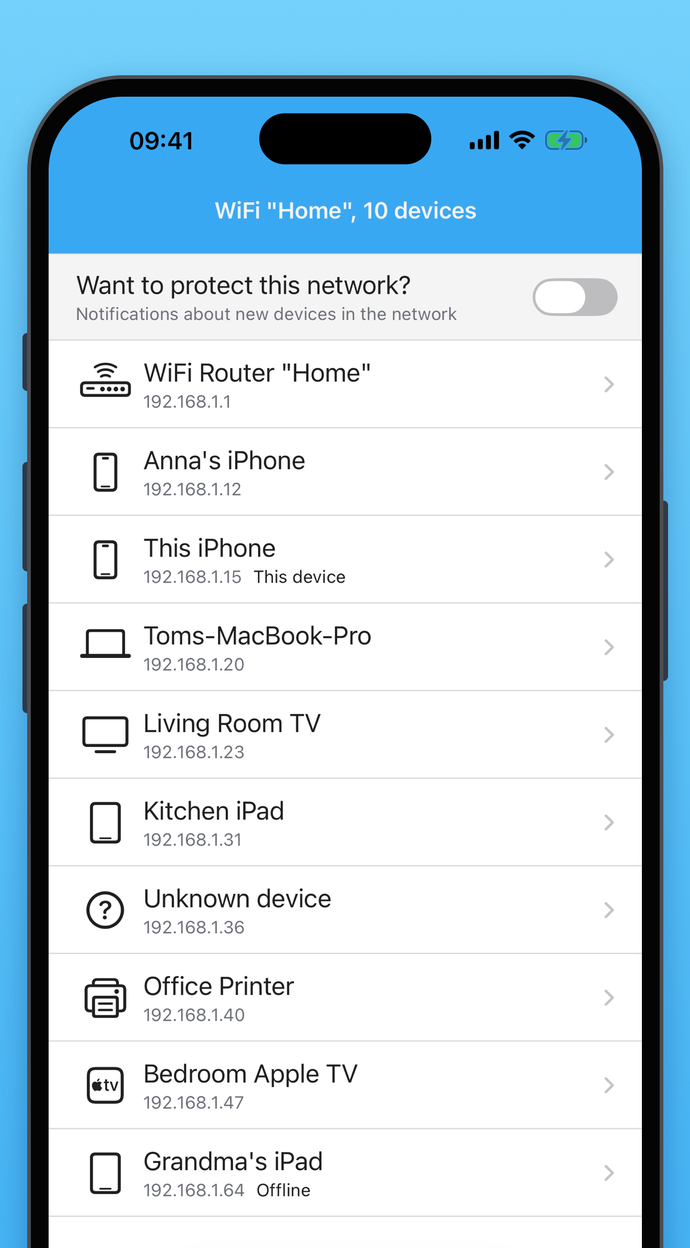 09:41
WiFi "Home", 10 devices
Want to protect this network?
Notifications about new devices in the network
WiFi Router "Home"
192.168.1.1
Anna's iPhone
192.168.1.12
This iPhone
192.168.1.15 This device
Toms-MacBook-Pro
192.168.1.20
Living Room TV
192.168.1.23
Kitchen iPad
192.168.1.31
?
Unknown device
192.168.1.36
Office Printer
192.168.1.40
tv
Bedroom Apple TV
192.168.1.47
Grandma's iPad
192.168.1.64 Offline